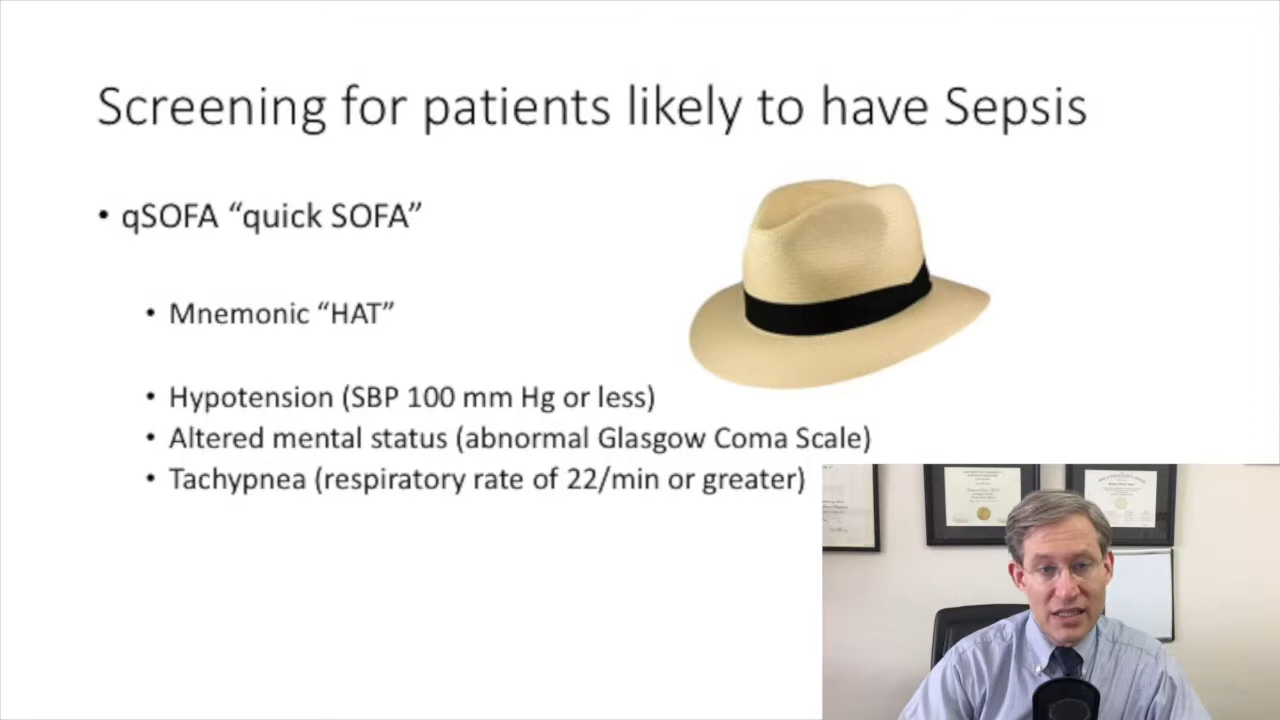 Screening for patients likely to have Sepsis
• qSOFA “quick SOFA”
• Mnemonic “HAT”
• Hypotension (SBP 100 mm Hg or less)
• Altered mental status (abnormal Glasgow Coma Scale)
• Tachypnea (respiratory rate of 22/min or greater)